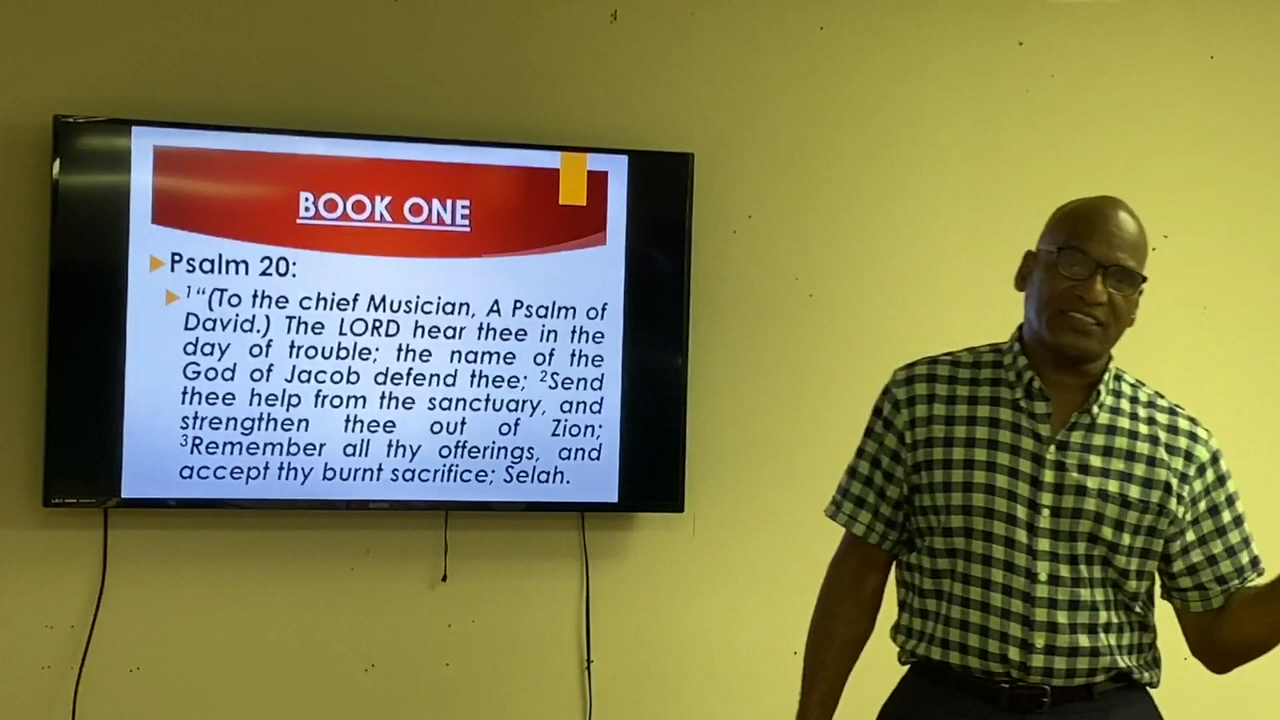 BOOK ONE
Psalm 20:
¹“(To the chief Musician, A Psalm of
David.) The LORD hear thee in the
day of trouble; the name of the
God of Jacob defend thee; ²Send
thee help from the sanctuary, and
strengthen thee out of Zion;
³Remember all thy offerings, and
accept thy burnt sacrifice; Selah.